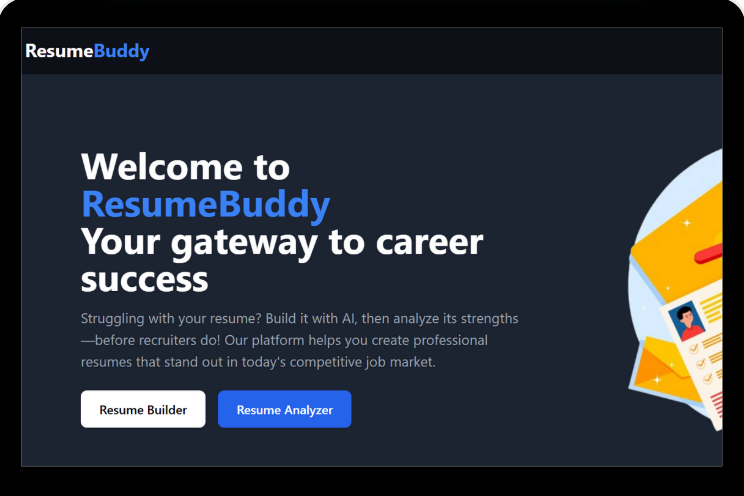 ResumeBuddy
Welcome to
ResumeBuddy
Your gateway to career
success
Struggling with your resume? Build it with AI, then analyze its strengths
—before recruiters do! Our platform helps you create professional
resumes that stand out in today's competitive job market.
Resume Builder Resume Analyzer